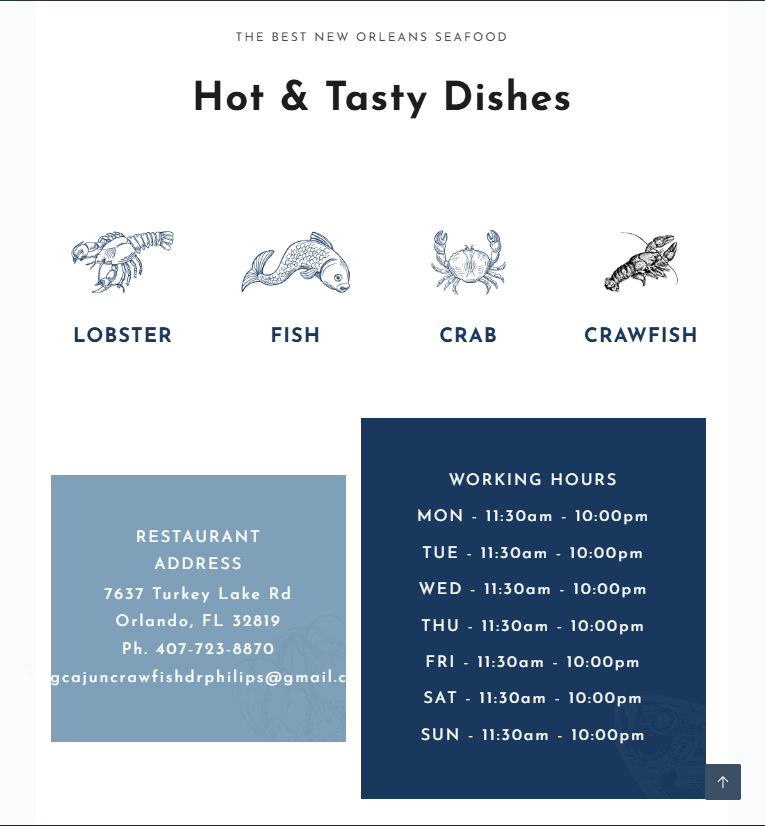 THE BEST NEW ORLEANS SEAFOOD
Hot & Tasty Dishes
LOBSTER
FISH
CRAB
CRAWFISH
RESTAURANT
ADDRESS
7637 Turkey Lake Rd
Orlando, FL 32819
Ph. 407-723-8870
WORKING HOURS
MON - 11:30am - 10:00pm
TUE - 11:30am - 10:00pm
WED - 11:30am - 10:00pm
THU - 11:30am - 10:00pm
FRI - 11:30am - 10:00pm
SAT - 11:30am - 10:00pm
SUN - 11:30am - 10:00pm